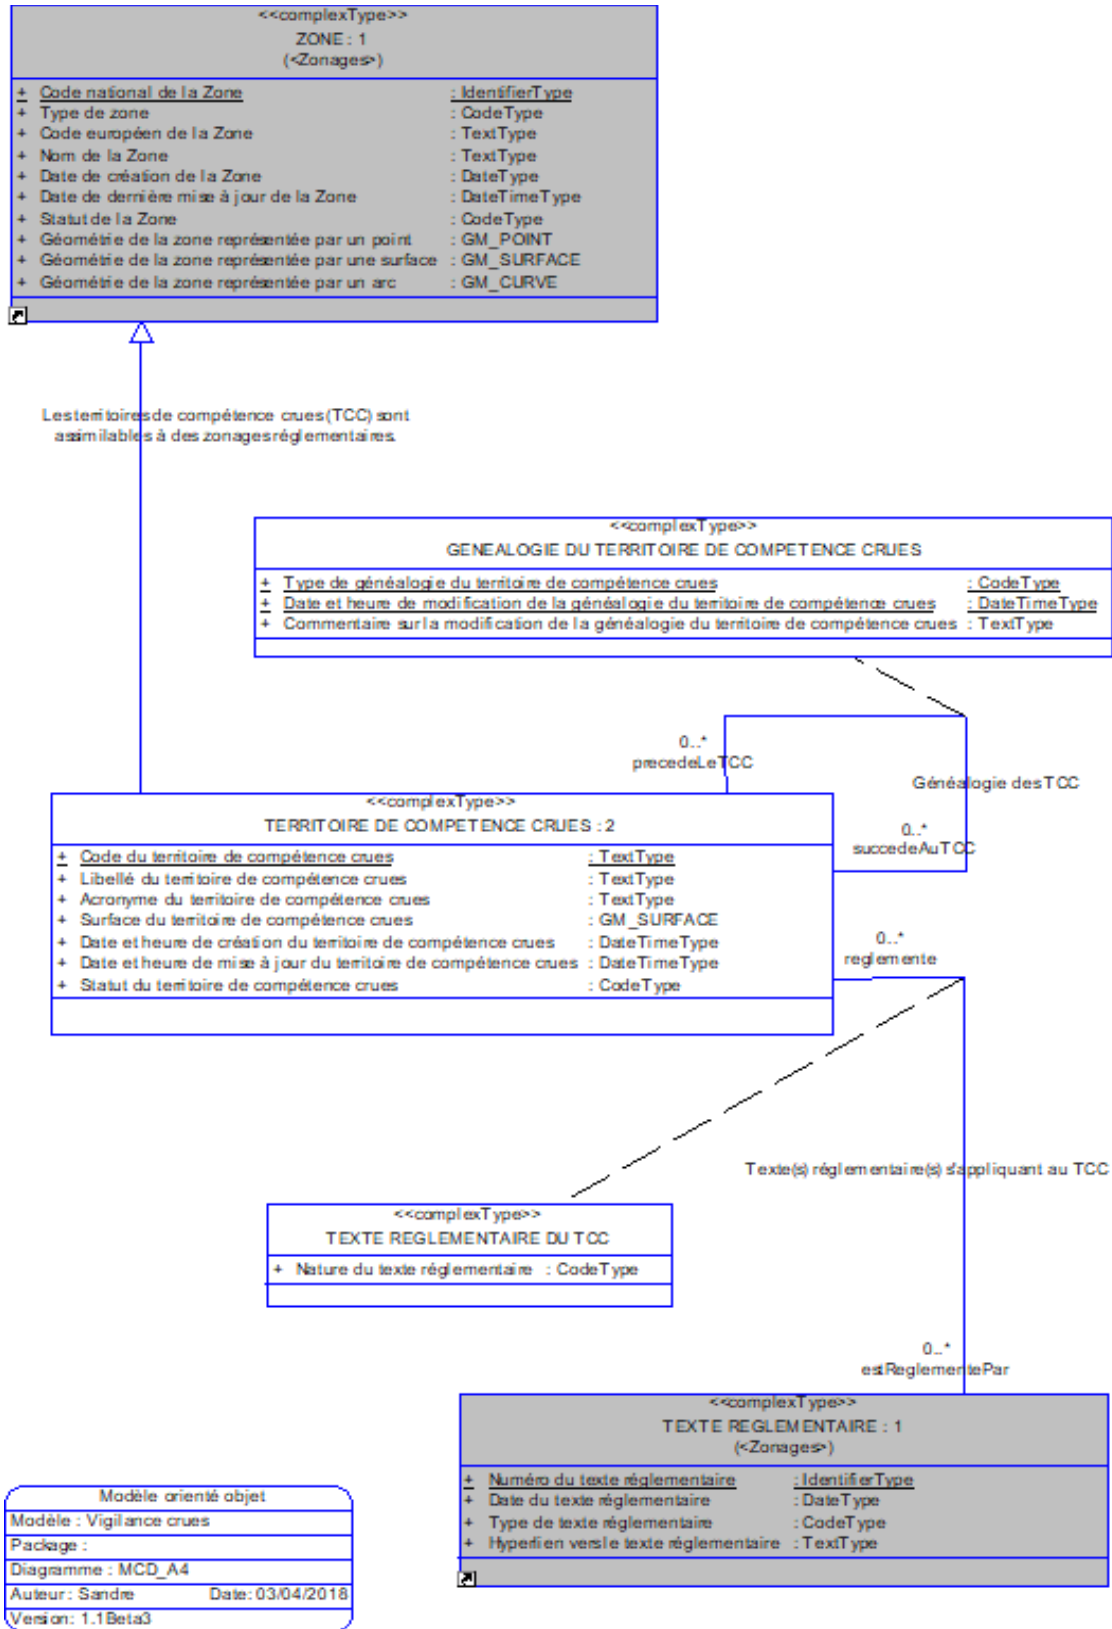 <<complexType>>
ZONE : 1
(<Zonages>)
+ Code national de la Zone : IdentifierType
+ Type de zone : CodeType
+ Code européen de la Zone : TextType
+ Nom de la Zone : TextType
+ Date de création de la Zone : DateType
+ Date de dernière mise à jour de la Zone : DateTimeType
+ Statut de la Zone : CodeType
+ Géométrie de la zone représentée par un point : GM_POINT
+ Géométrie de la zone représentée par une surface : GM_SURFACE
+ Géométrie de la zone représentée par un arc : GM_CURVE
Les territoires de compétence crues (TCC) sont
assimilables à des zonages réglementaires.
<<complexType>>
GENEALOGIE DU TERRITOIRE DE COMPETENCE CRUES
+ Type de généalogie du territoire de compétence crues : CodeType
+ Date et heure de modification de la généalogie du territoire de compétence crues : DateTimeType
+ Commentaire sur la modification de la généalogie du territoire de compétence crues : TextType
0..*
precedeLeTCC
Généalogie des TCC
0..*
succedeAuTCC
<<complexType>>
TERRITOIRE DE COMPETENCE CRUES : 2
+ Code du territoire de compétence crues : TextType
+ Libellé du territoire de compétence crues : TextType
+ Acronyme du territoire de compétence crues : TextType
+ Surface du territoire de compétence crues : GM_SURFACE
+ Date et heure de création du territoire de compétence crues : DateTimeType
+ Date et heure de mise à jour du territoire de compétence crues : DateTimeType
+ Statut du territoire de compétence crues : CodeType
0..*
reglemente
Texte(s) réglementaire(s) s'appliquant au TCC
<<complexType>>
TEXTE REGLEMENTAIRE DU TCC
+ Nature du texte réglementaire : CodeType
0..*
estReglementePar
<<complexType>>
TEXTE REGLEMENTAIRE : 1
(<Zonages>)
+ Numéro du texte réglementaire : IdentifierType
+ Date du texte réglementaire : DateType
+ Type de texte réglementaire : CodeType
+ Hyperlien vers le texte réglementaire : TextType
Modèle orienté objet
Modèle : Vigilance crues
Package :
Diagramme : MCD_A4
Auteur : Sandre Date: 03/04/2018
Version: 1.1Beta3